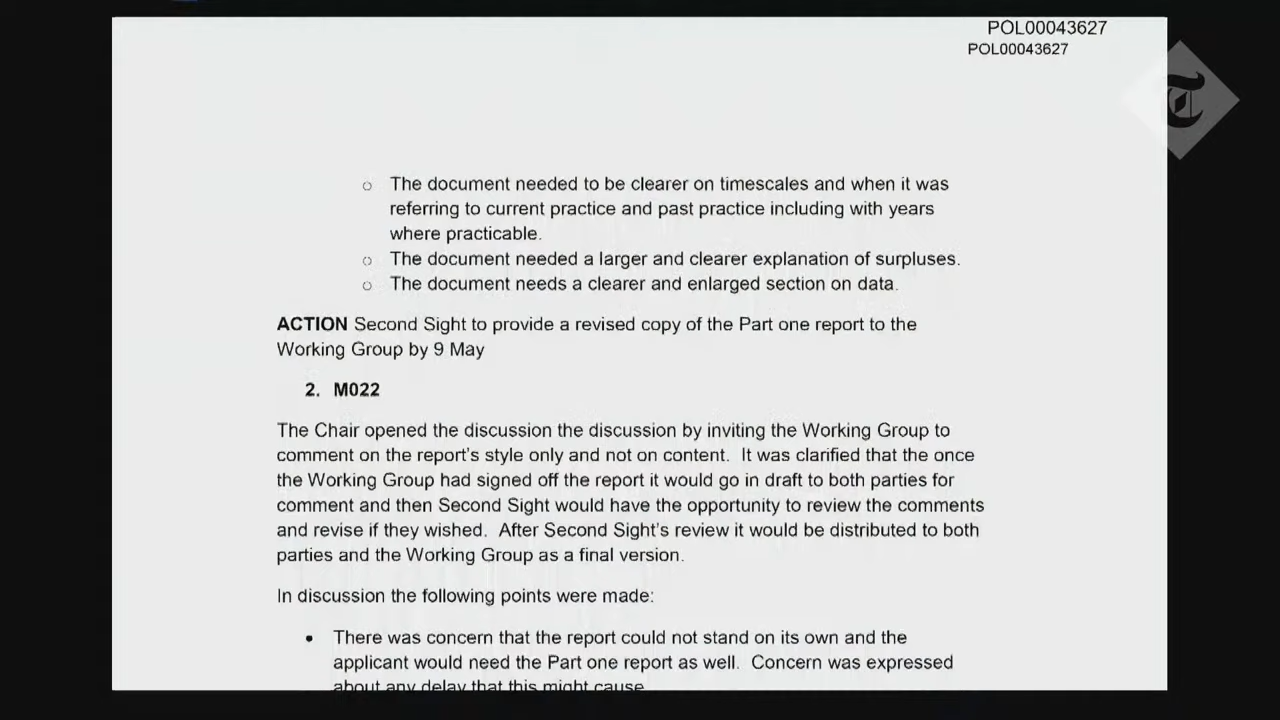 POL00043627
POL00043627
○ The document needed to be clearer on timescales and when it was
referring to current practice and past practice including with years
where practicable.
○ The document needed a larger and clearer explanation of surpluses.
○ The document needs a clearer and enlarged section on data.
ACTION Second Sight to provide a revised copy of the Part one report to the
Working Group by 9 May
2. M022
The Chair opened the discussion the discussion by inviting the Working Group to
comment on the report's style only and not on content. It was clarified that the once
the Working Group had signed off the report it would go in draft to both parties for
comment and then Second Sight would have the opportunity to review the comments
and revise if they wished. After Second Sight's review it would be distributed to both
parties and the Working Group as a final version.
In discussion the following points were made:
• There was concern that the report could not stand on its own and the
applicant would need the Part one report as well. Concern was expressed
about any delay that this might cause
T